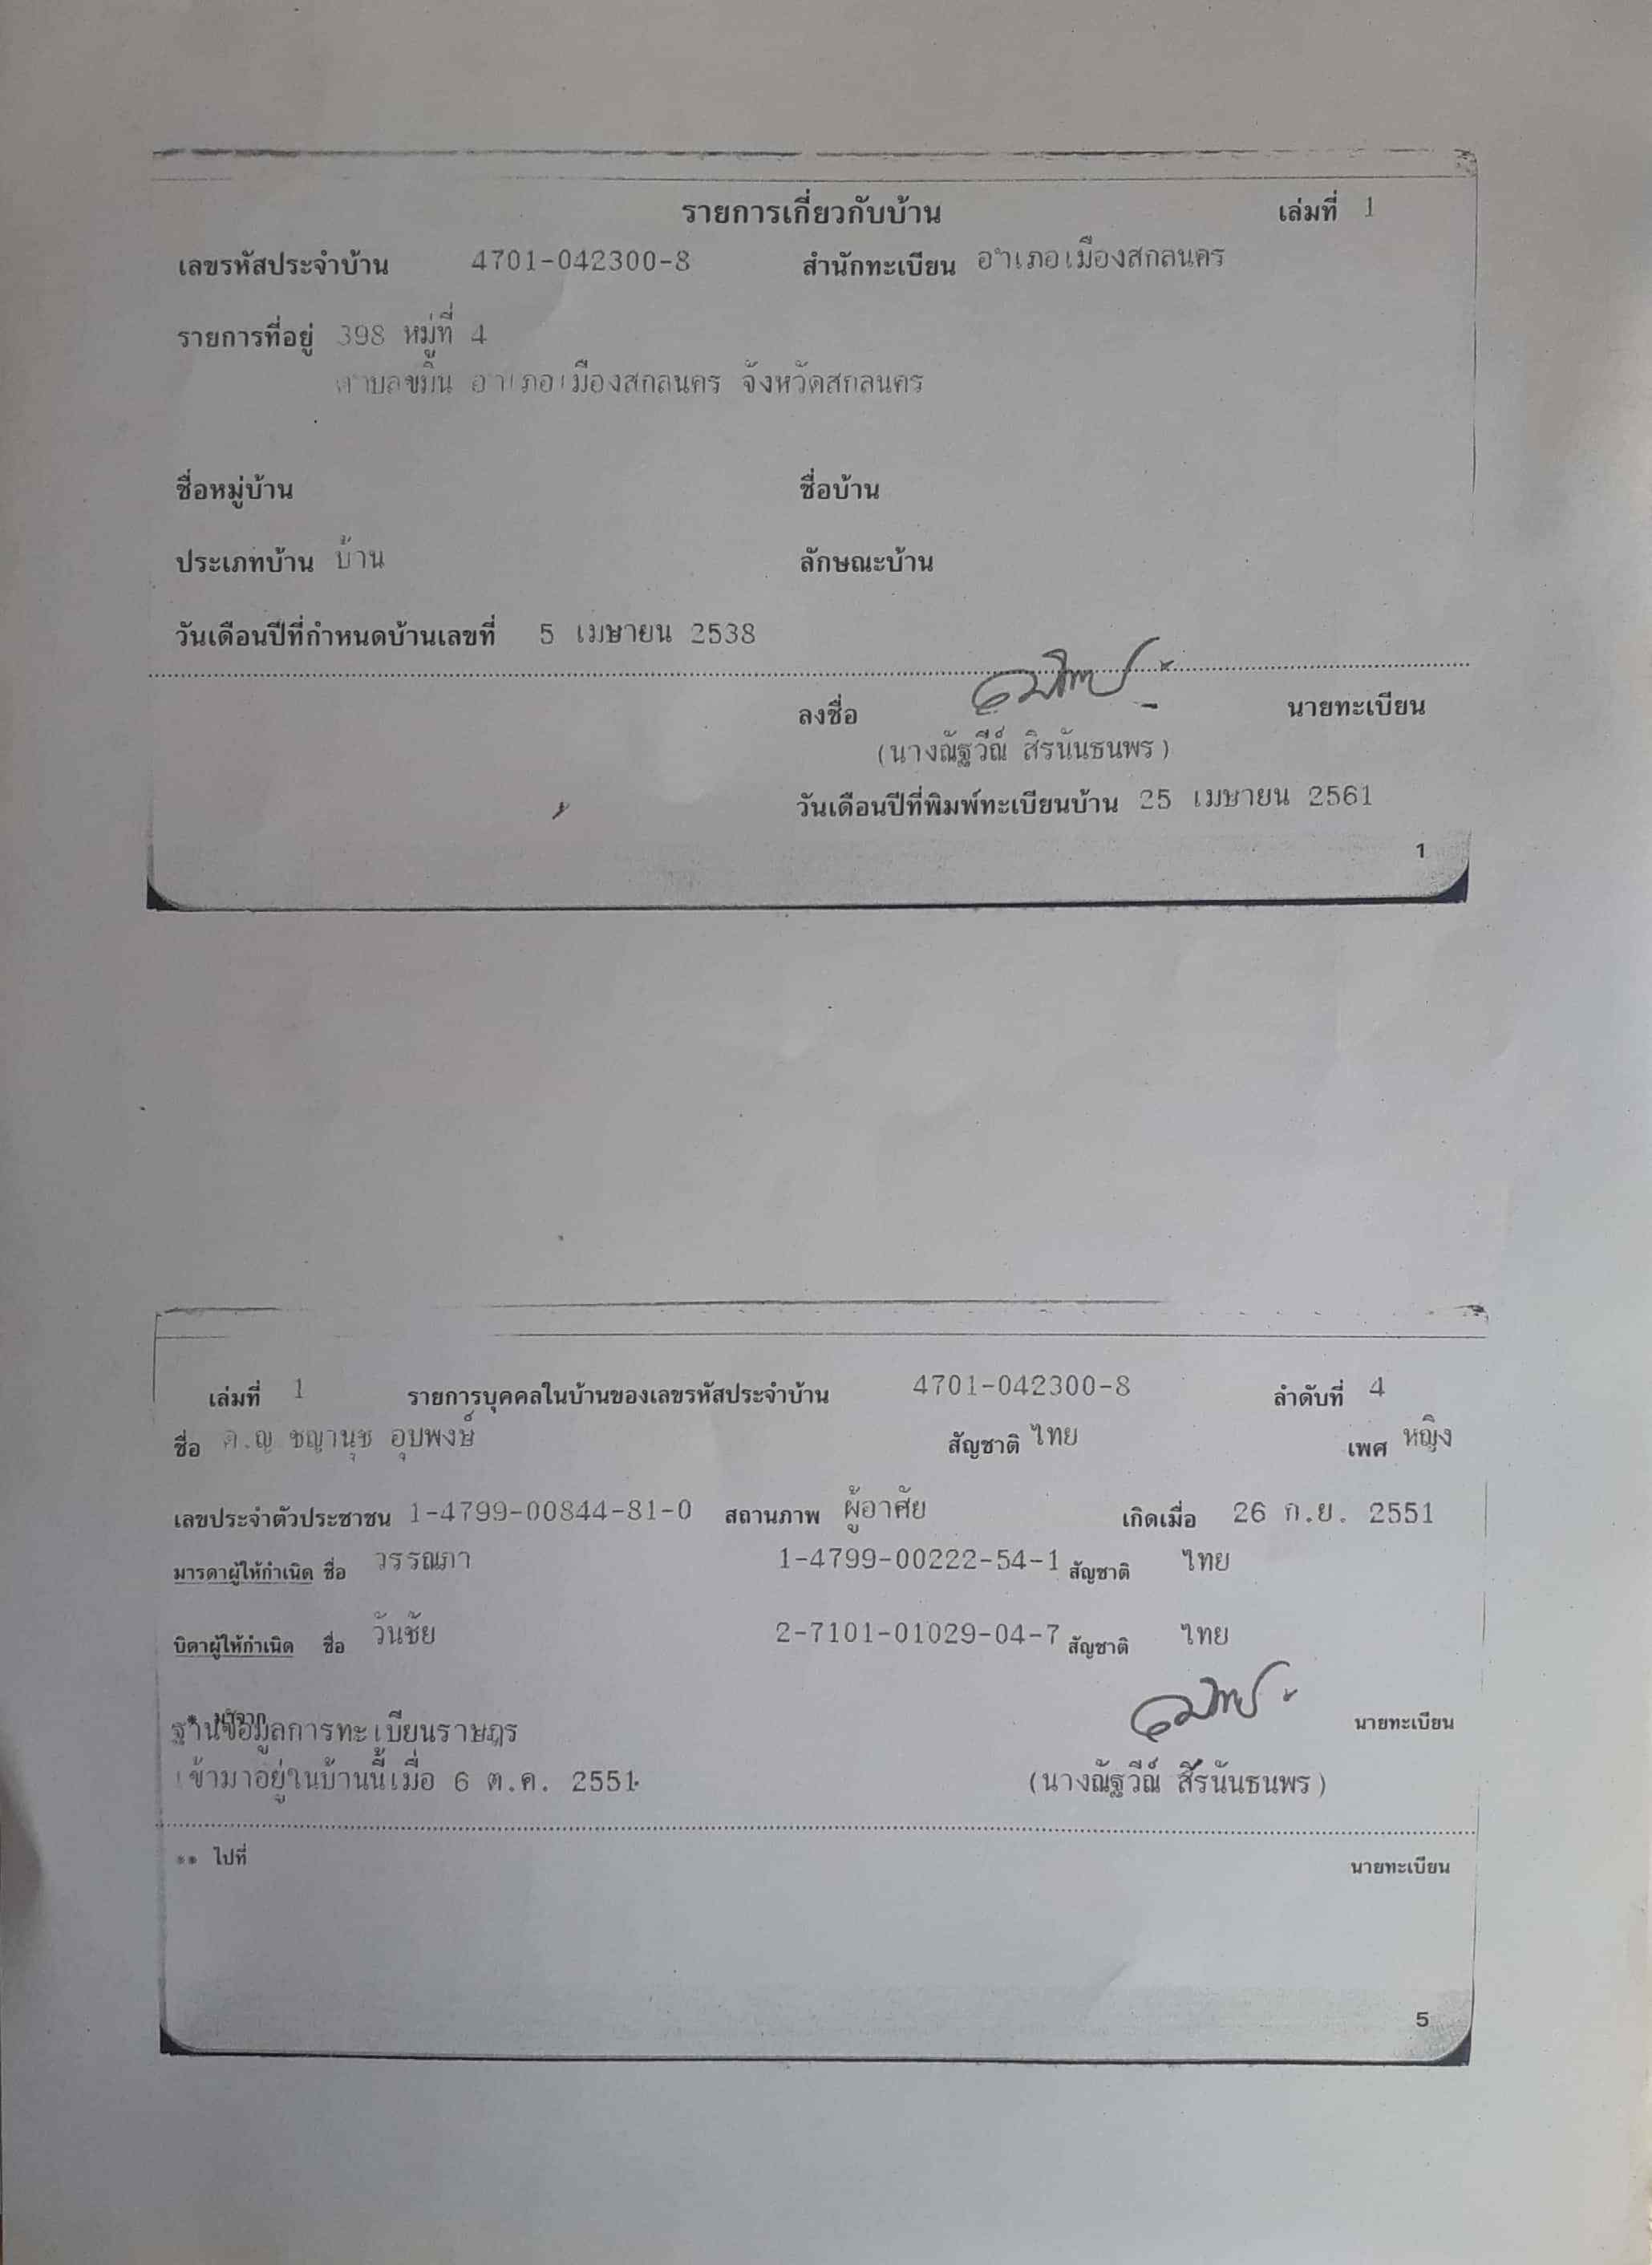 รายการเกี่ยวกับบ้าน เล่มที่ 1
เลขรหัสประจำบ้าน 4701-042300-8 สำนักทะเบียน อำเภอเมืองสกลนคร
รายการที่อยู่ 398 หมู่ที่ 4
ตำบลขมิ้น อำเภอเมืองสกลนคร จังหวัดสกลนคร
ชื่อหมู่บ้าน ชื่อบ้าน
ประเภทบ้าน บ้าน ลักษณะบ้าน
วันเดือนปีที่กำหนดบ้านเลขที่ 5 เมษายน 2538
ลงชื่อ นายทะเบียน
(นางณัฐวีณ์ สิรนันธนพร)
วันเดือนปีที่พิมพ์ทะเบียนบ้าน 25 เมษายน 2561
1
เล่มที่ 1 รายการบุคคลในบ้านของเลขรหัสประจำบ้าน 4701-042300-8 ลำดับที่ 4
ชื่อ ด.ญ ชญานุช อุปพงษ์ สัญชาติ ไทย เพศ หญิง
เลขประจำตัวประชาชน 1-4799-00844-81-0 สถานภาพ ผู้อาศัย เกิดเมื่อ 26 ก.ย. 2551
มารดาผู้ให้กำเนิด ชื่อ วรรณภา 1-4799-00222-54-1 สัญชาติ ไทย
บิดาผู้ให้กำเนิด ชื่อ วันชัย 2-7101-01029-04-7 สัญชาติ ไทย
* มาจาก
ฐานข้อมูลการทะเบียนราษฎร นายทะเบียน
เข้ามาอยู่ในบ้านนี้เมื่อ 6 ต.ค. 2551 (นางณัฐวีณ์ สิรนันธนพร)
** ไปที่ นายทะเบียน
5